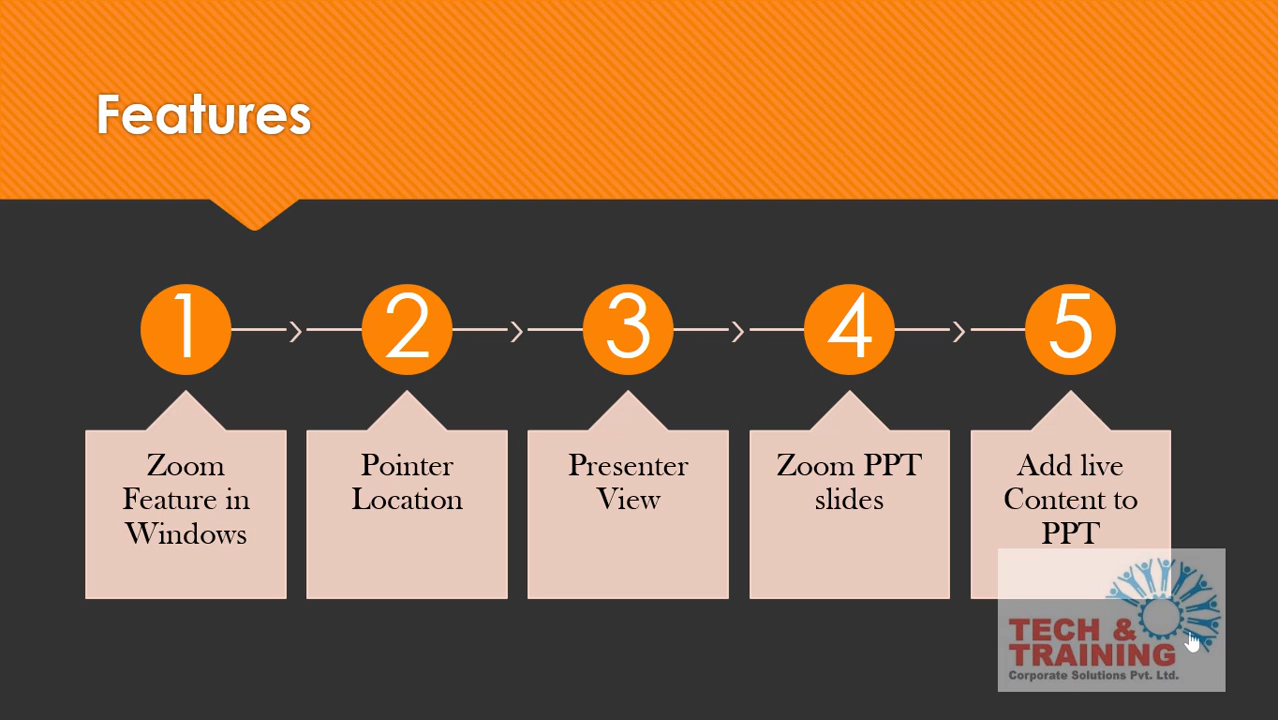 Features
1
2
3
4
5
Zoom
Feature in
Windows
Pointer
Location
Presenter
View
Zoom PPT
slides
Add live
Content to
PPT
TECH &
TRAINING
Corporate Solutions Pvt. Ltd.